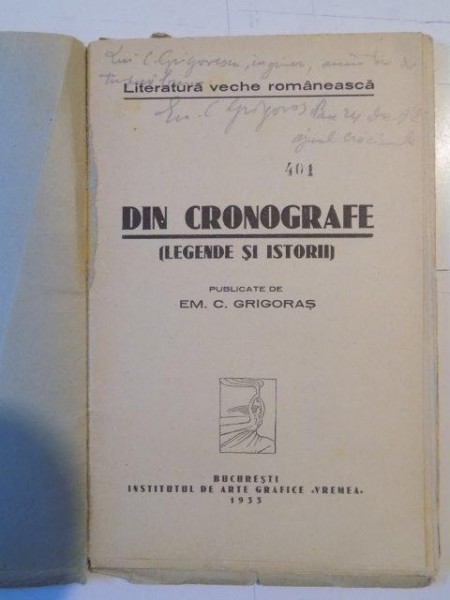 Lui C. Grigorescu, inginer,
Literatură veche românească
Em. C. Grigoraș
401
DIN CRONOGRAFE
(LEGENDE ȘI ISTORII)
PUBLICATE DE
EM. C. GRIGORAȘ
BUCUREȘTI
INSTITUTUL DE ARTE GRAFICE «VREMEA»
1933